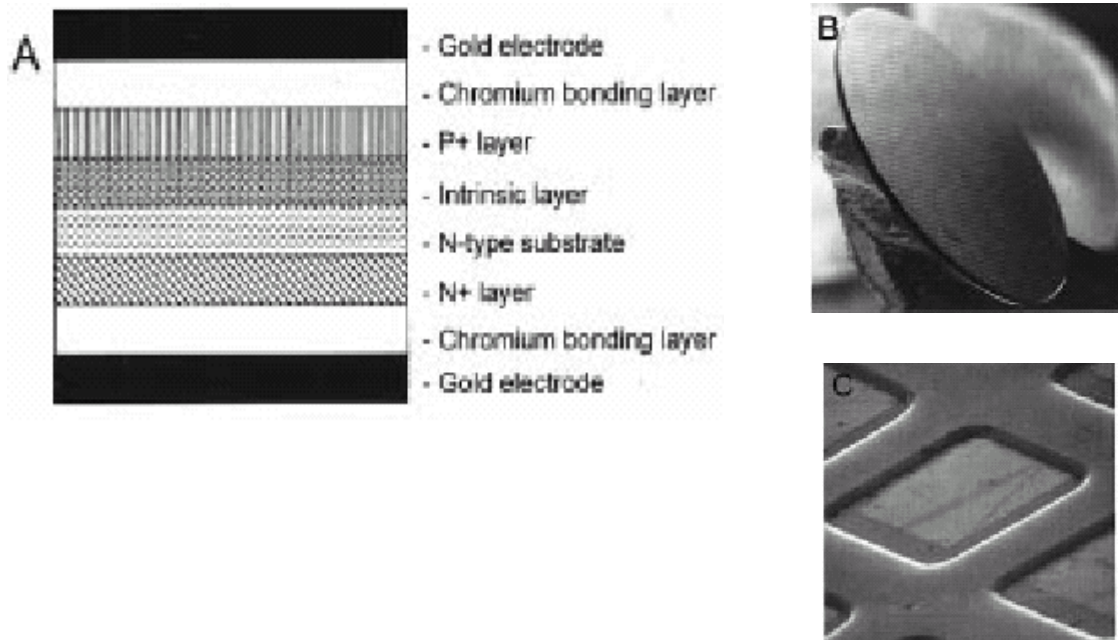 A
- Gold electrode
- Chromium bonding layer
- P+ layer
- Intrinsic layer
- N-type substrate
- N+ layer
- Chromium bonding layer
- Gold electrode
B
C